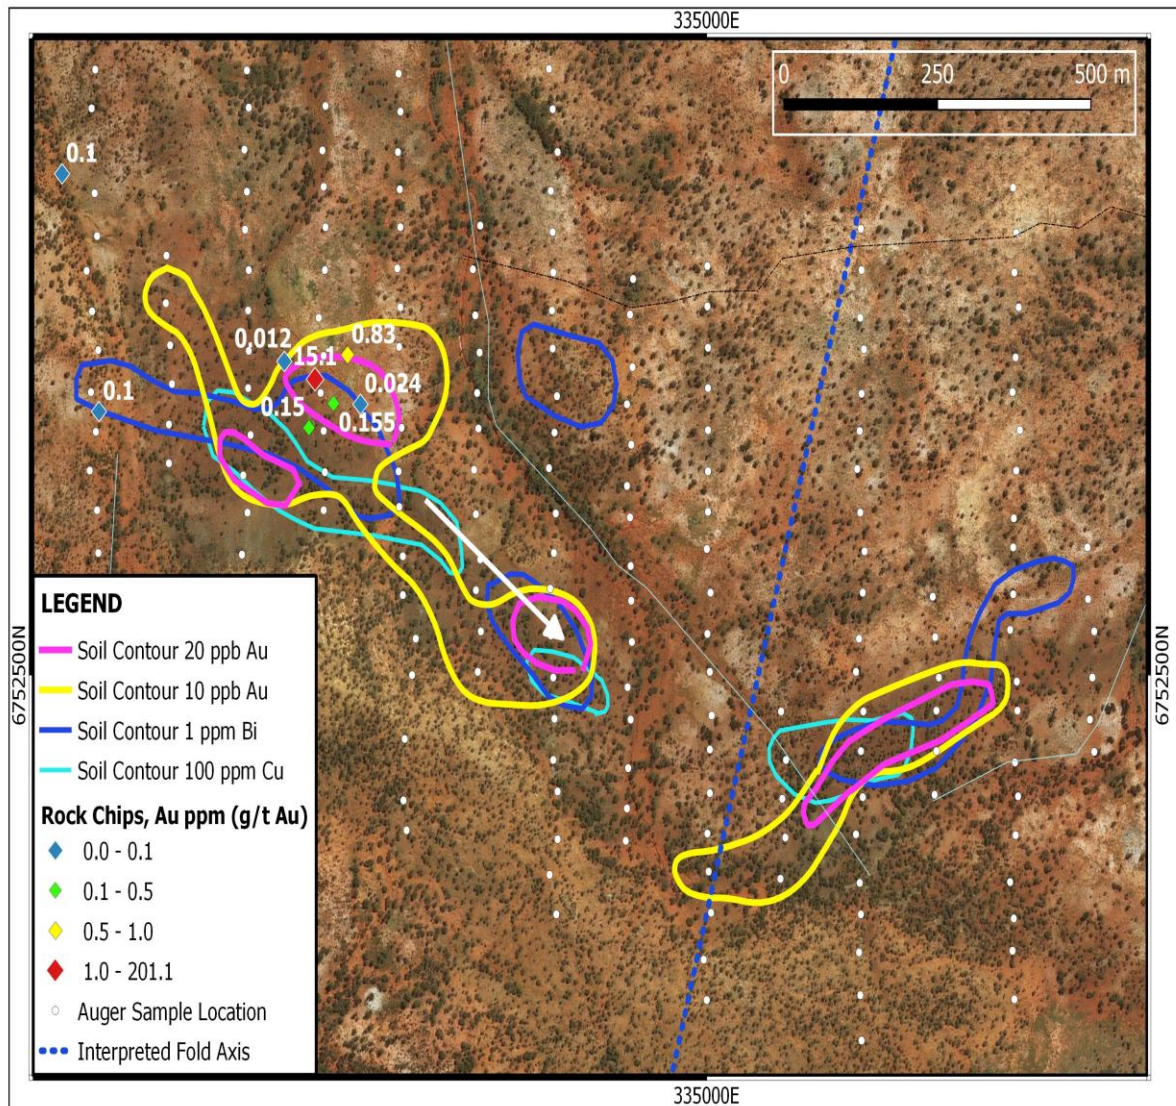 335000E
0 250 500 m
0.1
0.83
0.012
15.1
0.024
0.1
0.15
0.155
6752500N
6752500N
LEGEND
Soil Contour 20 ppb Au
Soil Contour 10 ppb Au
Soil Contour 1 ppm Bi
Soil Contour 100 ppm Cu
Rock Chips, Au ppm (g/t Au)
0.0 - 0.1
0.1 - 0.5
0.5 - 1.0
1.0 - 201.1
Auger Sample Location
Interpreted Fold Axis
335000E